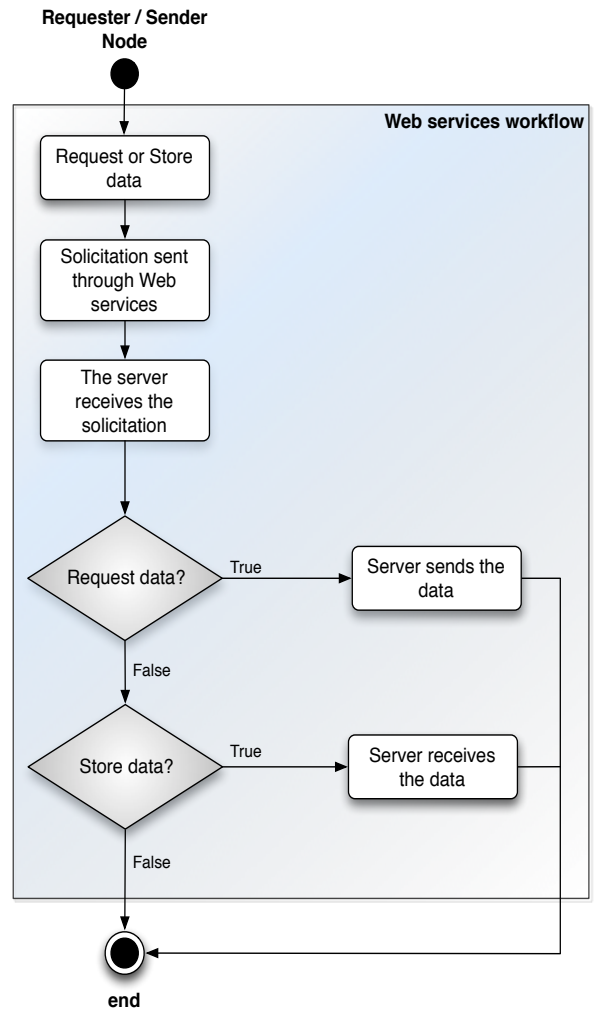 Requester / Sender
Node
Web services workflow
Request or Store
data
Solicitation sent
through Web
services
The server
receives the
solicitation
Request data?
True
Server sends the
data
False
Store data?
True
Server receives
the data
False
end